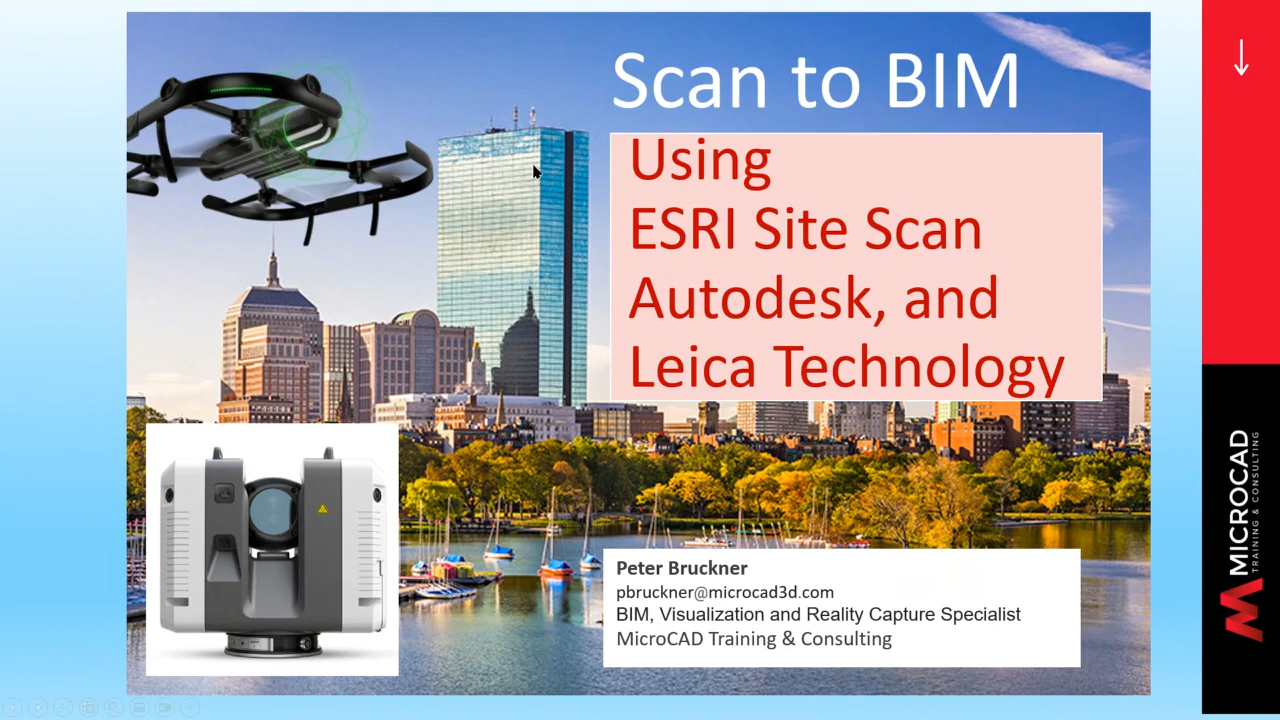 Scan to BIM
Using
ESRI Site Scan
Autodesk, and
Leica Technology
Peter Bruckner
pbruckner@microcad3d.com
BIM, Visualization and Reality Capture Specialist
MicroCAD Training & Consulting
MICROCAD
TRAINING & CONSULTING